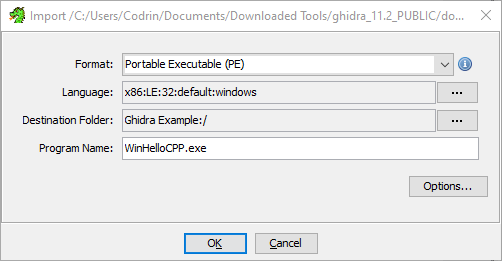 Import /C:/Users/Codrin/Documents/Downloaded Tools/ghidra_11.2_PUBLIC/do...
Format: Portable Executable (PE)
Language: x86:LE:32:default:windows ...
Destination Folder: Ghidra Example:/ ...
Program Name: WinHelloCPP.exe
Options...
OK Cancel